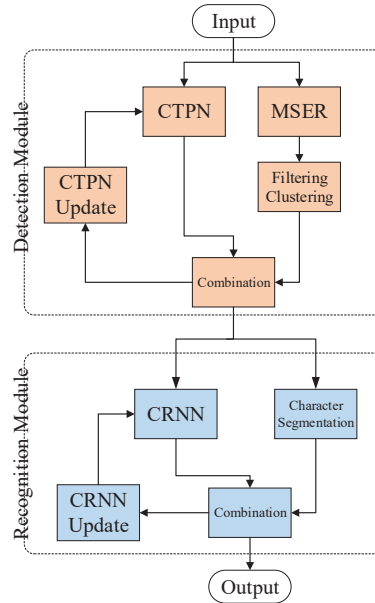 Input
Detection Module
CTPN
MSER
CTPN
Update
Filtering
Clustering
Combination
Recognition Module
CRNN
Character
Segmentation
CRNN
Update
Combination
Output